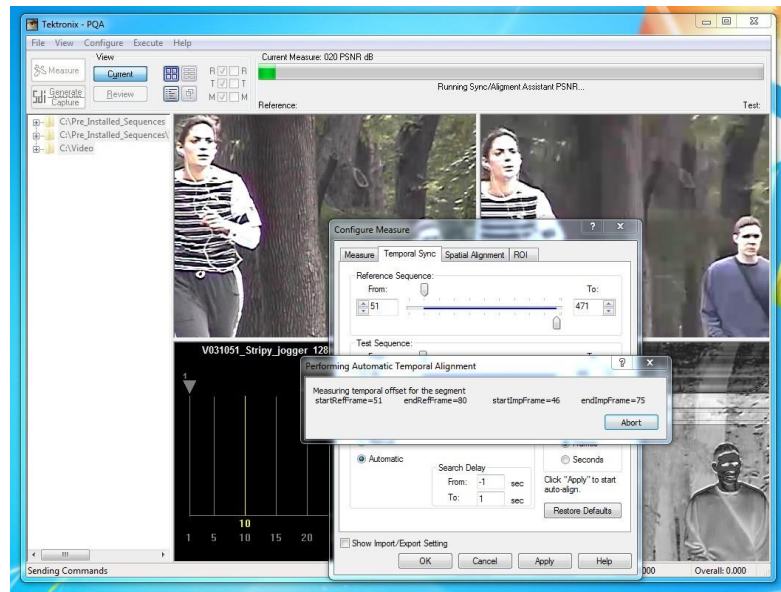 Tektronix - PQA
File View Configure Execute Help
View
Current Measure: 020 PSNR dB
Measure
Current
R R
T T
M M
Running Sync/Aligment Assistant PSNR...
Sdi Generate Capture
Review
Reference:
Test:
C:\Pre_Installed_Sequences
C:\Pre_Installed_Sequences\
C:\Video
Configure Measure
Measure Temporal Sync Spatial Alignment ROI
Reference Sequence:
From: To:
51 471
V031051_Stripy_jogger_128
Test Sequence:
Performing Automatic Temporal Alignment
Measuring temporal offset for the segment
startRefFrame=51 endRefFrame=80 startImpFrame=46 endImpFrame=75
Abort
1
Automatic
Seconds
Search Delay
From: -1 sec
To: 1 sec
Click "Apply" to start
auto-align.
Restore Defaults
10
1 5 10 15 20
Show Import/Export Setting
OK Cancel Apply Help
Sending Commands
000 Overall: 0.000